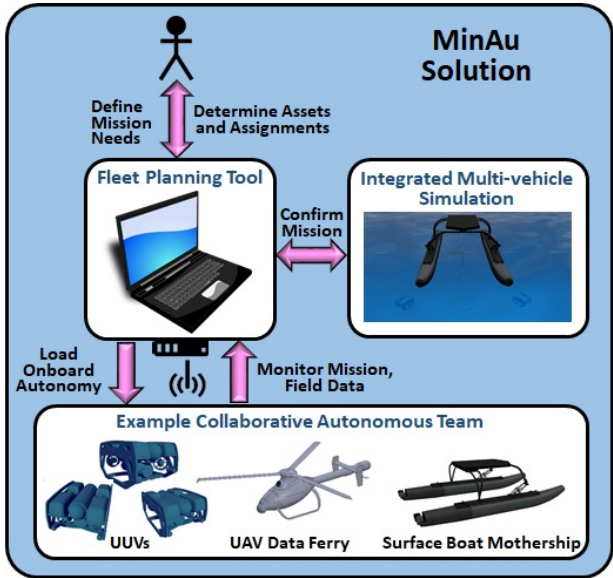 MinAu
Solution
Define
Mission
Needs
Determine Assets
and Assignments
Fleet Planning Tool
Integrated Multi-vehicle
Simulation
Confirm
Mission
Load
Onboard
Autonomy
Monitor Mission,
Field Data
Example Collaborative Autonomous Team
UUVs
UAV Data Ferry
Surface Boat Mothership